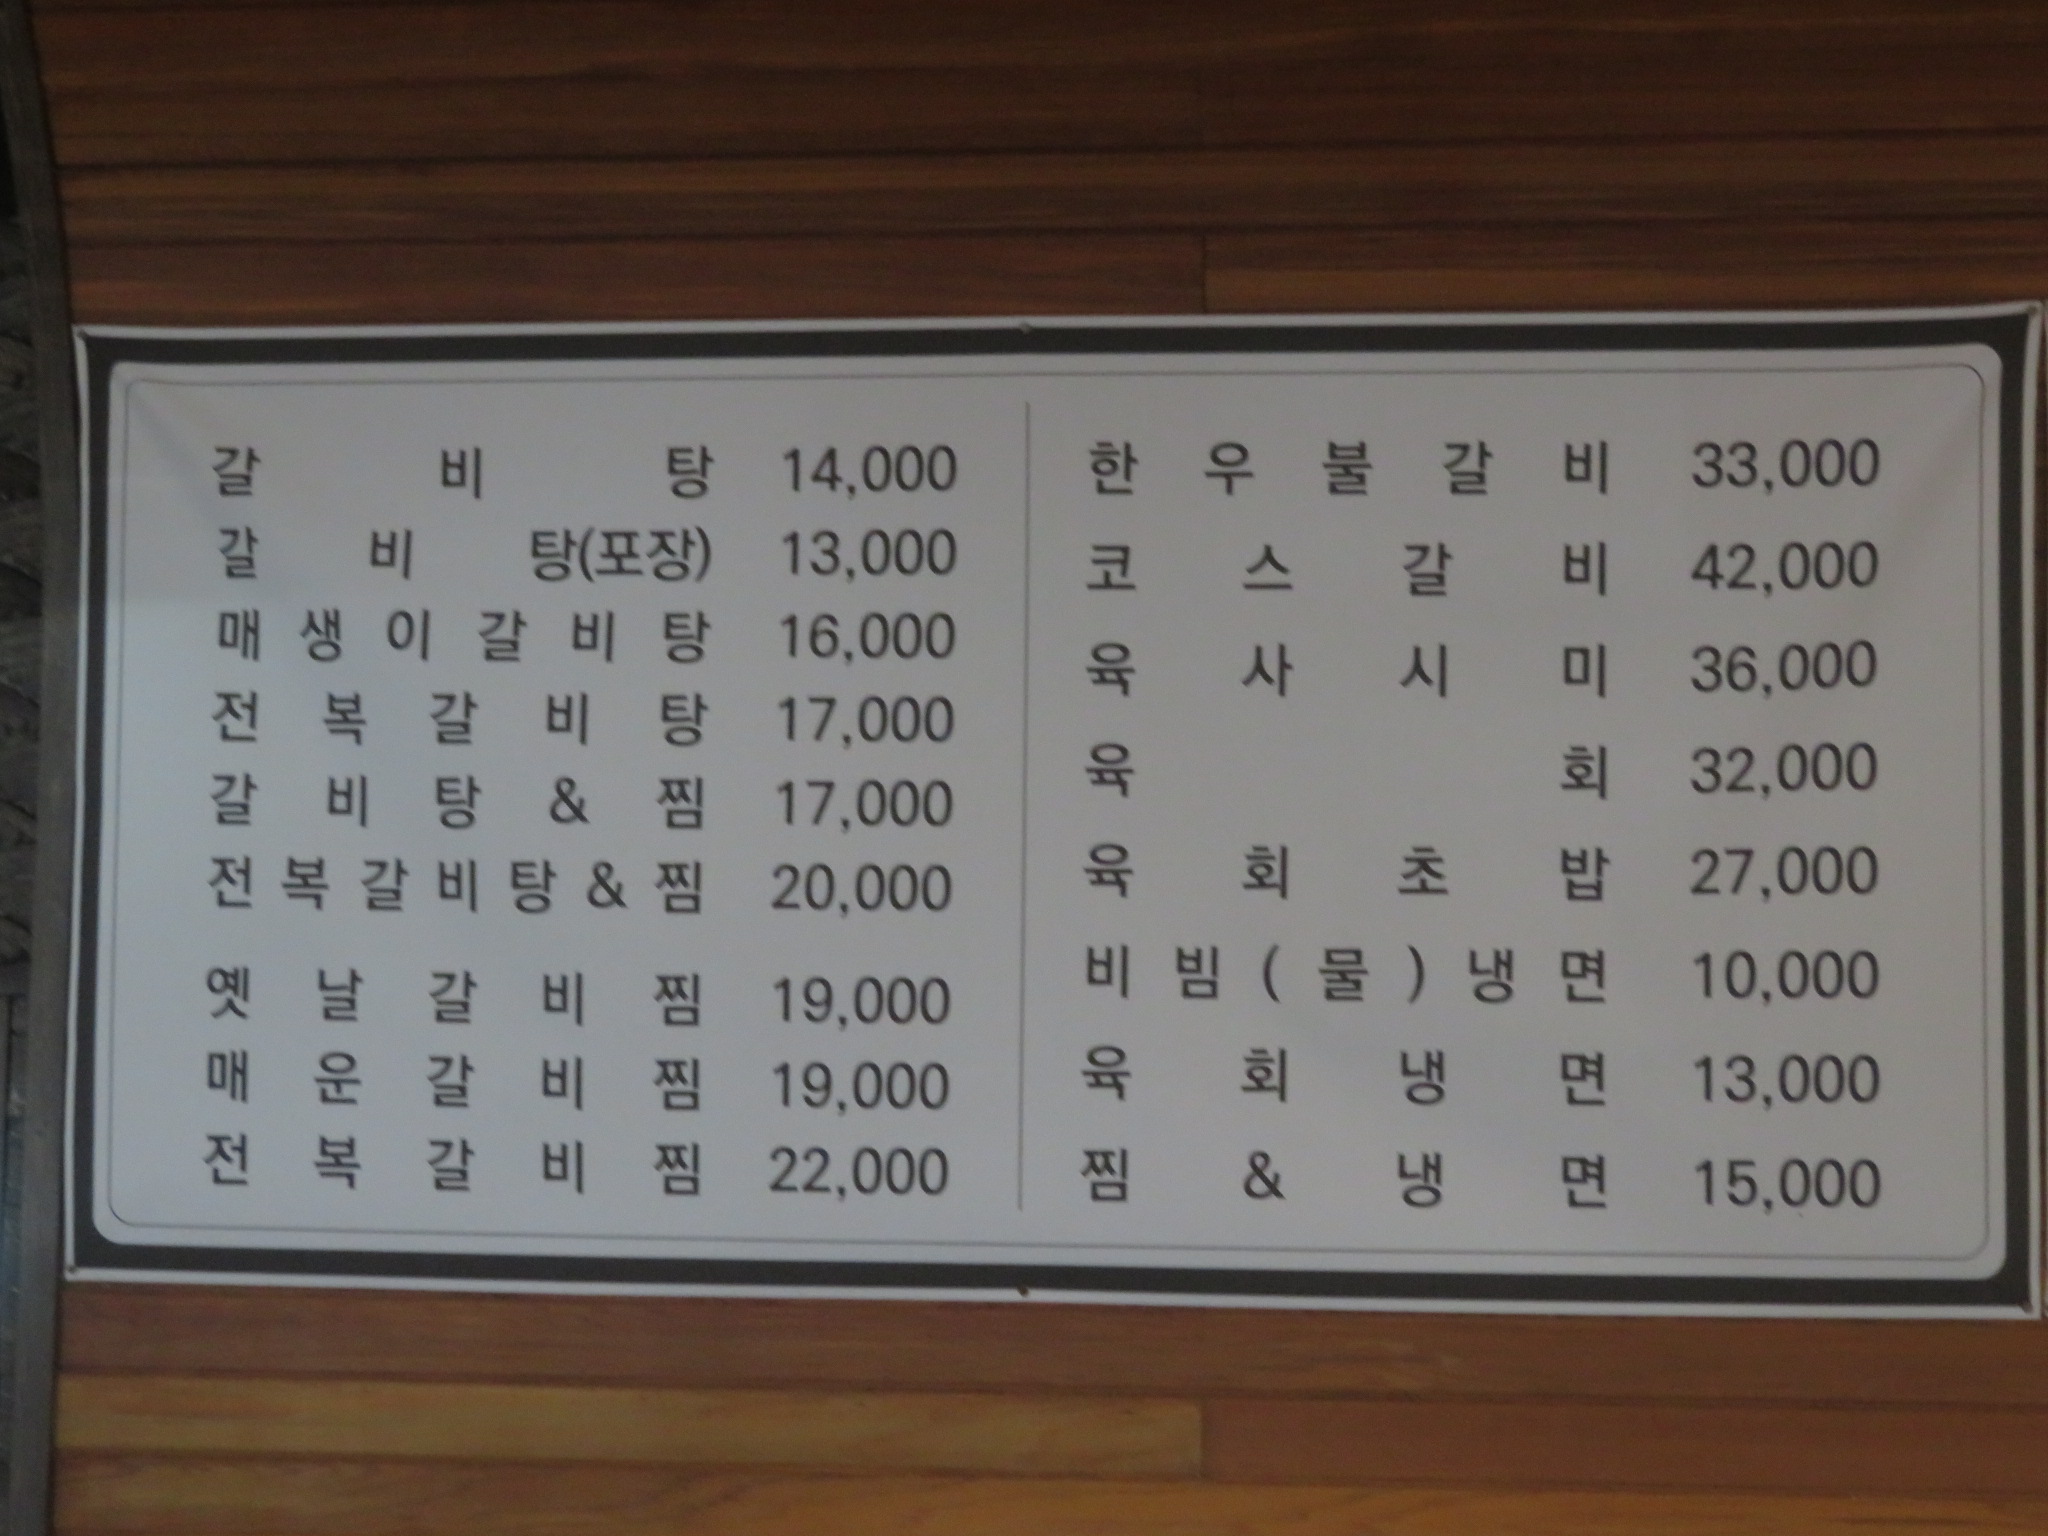 갈비탕 14,000
갈비탕(포장) 13,000
매생이갈비탕 16,000
전복갈비탕 17,000
갈비탕&찜 17,000
전복갈비탕&찜 20,000
옛날갈비찜 19,000
매운갈비찜 19,000
전복갈비찜 22,000
한우불갈비 33,000
코스갈비 42,000
육사시미 36,000
육회 32,000
육회초밥 27,000
비빔(물)냉면 10,000
육회냉면 13,000
찜&냉면 15,000